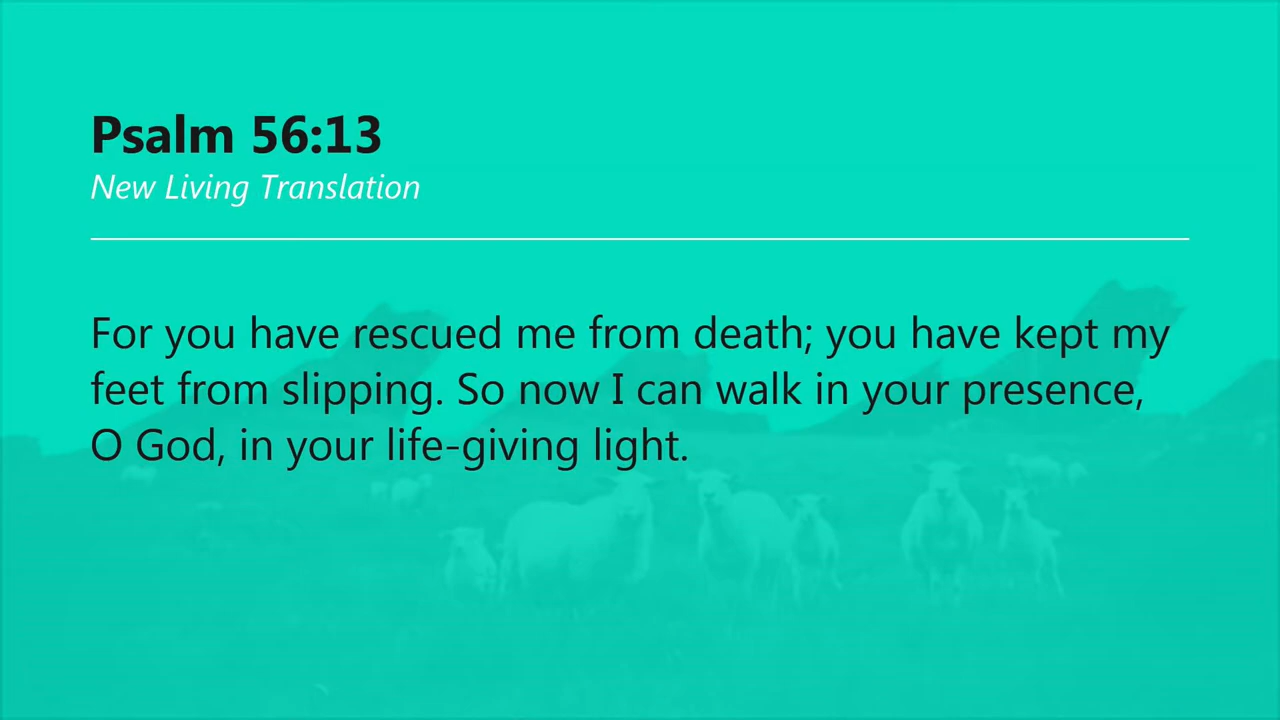 Psalm 56:13
New Living Translation
For you have rescued me from death; you have kept my
feet from slipping. So now I can walk in your presence,
O God, in your life-giving light.